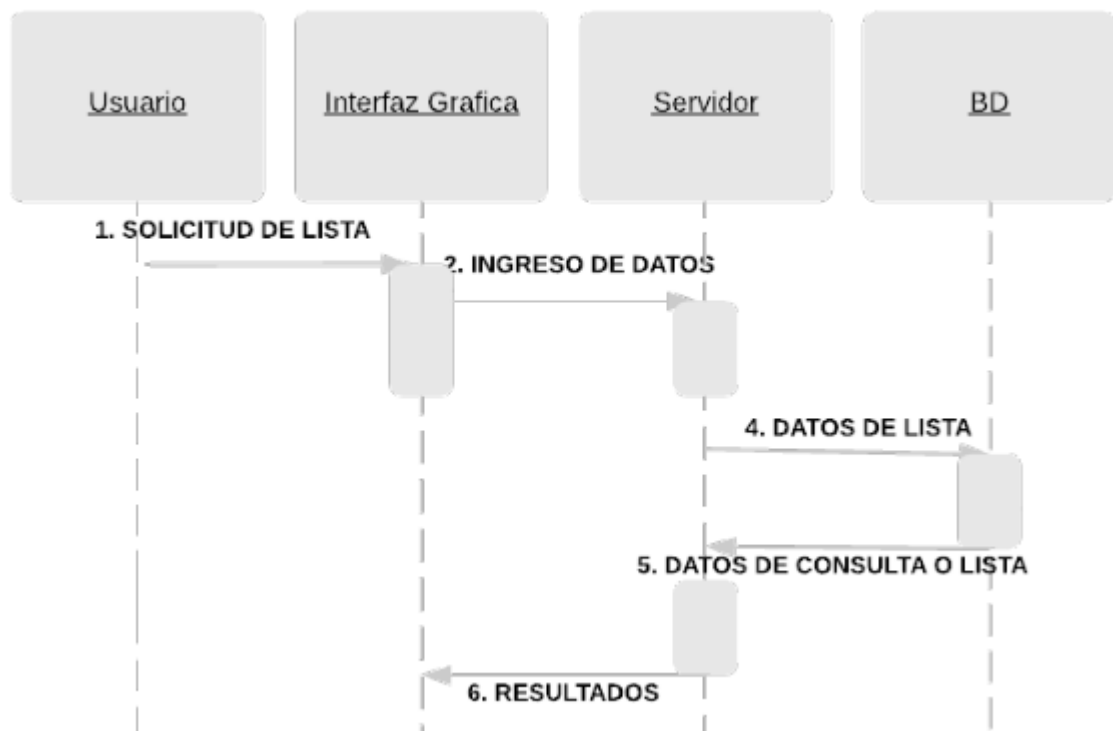 Usuario
Interfaz Grafica
Servidor
BD
1. SOLICITUD DE LISTA
2. INGRESO DE DATOS
4. DATOS DE LISTA
5. DATOS DE CONSULTA O LISTA
6. RESULTADOS